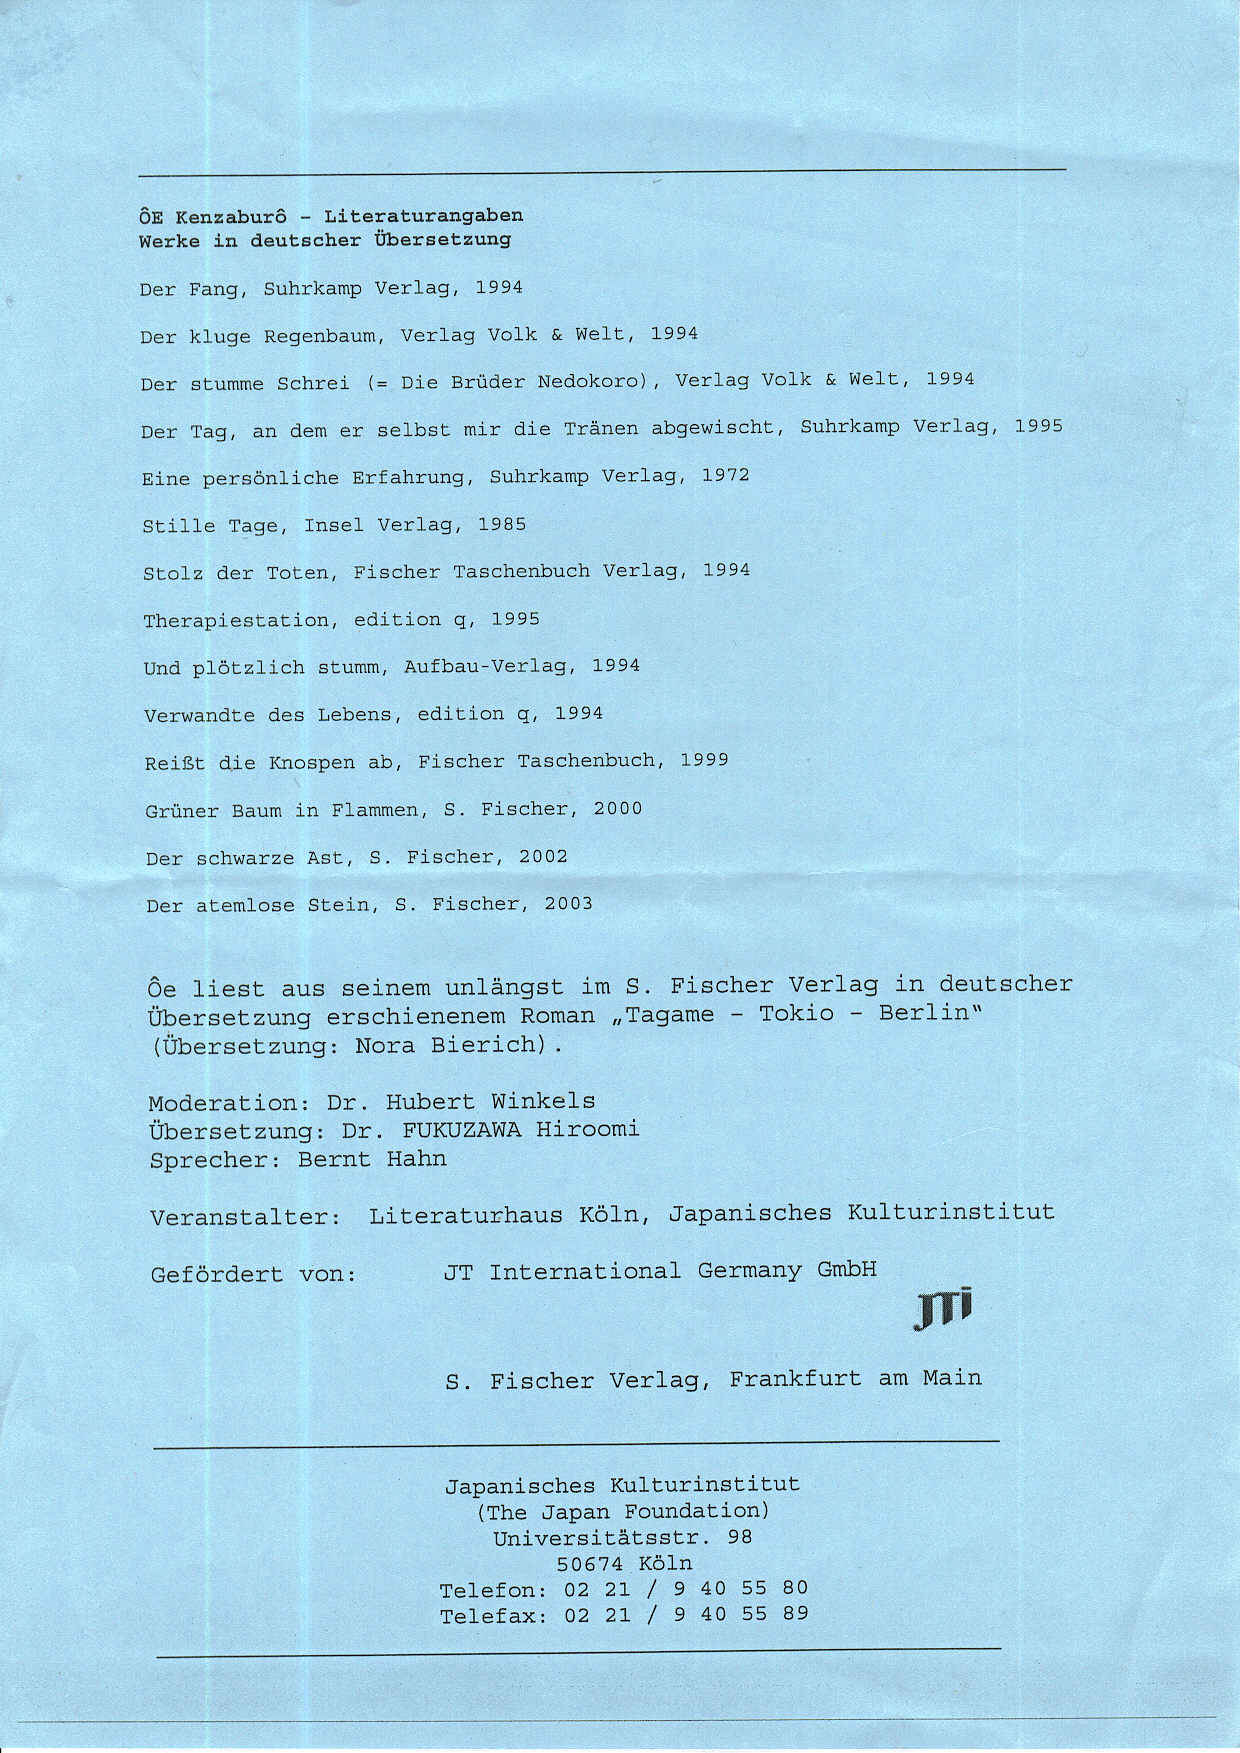 ÔE Kenzaburô - Literaturangaben
Werke in deutscher Übersetzung
Der Fang, Suhrkamp Verlag, 1994
Der kluge Regenbaum, Verlag Volk & Welt, 1994
Der stumme Schrei (= Die Brüder Nedokoro), Verlag Volk & Welt, 1994
Der Tag, an dem er selbst mir die Tränen abgewischt, Suhrkamp Verlag, 1995
Eine persönliche Erfahrung, Suhrkamp Verlag, 1972
Stille Tage, Insel Verlag, 1985
Stolz der Toten, Fischer Taschenbuch Verlag, 1994
Therapiestation, edition q, 1995
Und plötzlich stumm, Aufbau-Verlag, 1994
Verwandte des Lebens, edition q, 1994
Reißt die Knospen ab, Fischer Taschenbuch, 1999
Grüner Baum in Flammen, S. Fischer, 2000
Der schwarze Ast, S. Fischer, 2002
Der atemlose Stein, S. Fischer, 2003
Ôe liest aus seinem unlängst im S. Fischer Verlag in deutscher
Übersetzung erschienenem Roman „Tagame - Tokio - Berlin“
(Übersetzung: Nora Bierich).
Moderation: Dr. Hubert Winkels
Übersetzung: Dr. FUKUZAWA Hiroomi
Sprecher: Bernt Hahn
Veranstalter: Literaturhaus Köln, Japanisches Kulturinstitut
Gefördert von: JT International Germany GmbH
JTi
S. Fischer Verlag, Frankfurt am Main
Japanisches Kulturinstitut
(The Japan Foundation)
Universitätsstr. 98
50674 Köln
Telefon: 02 21 / 9 40 55 80
Telefax: 02 21 / 9 40 55 89